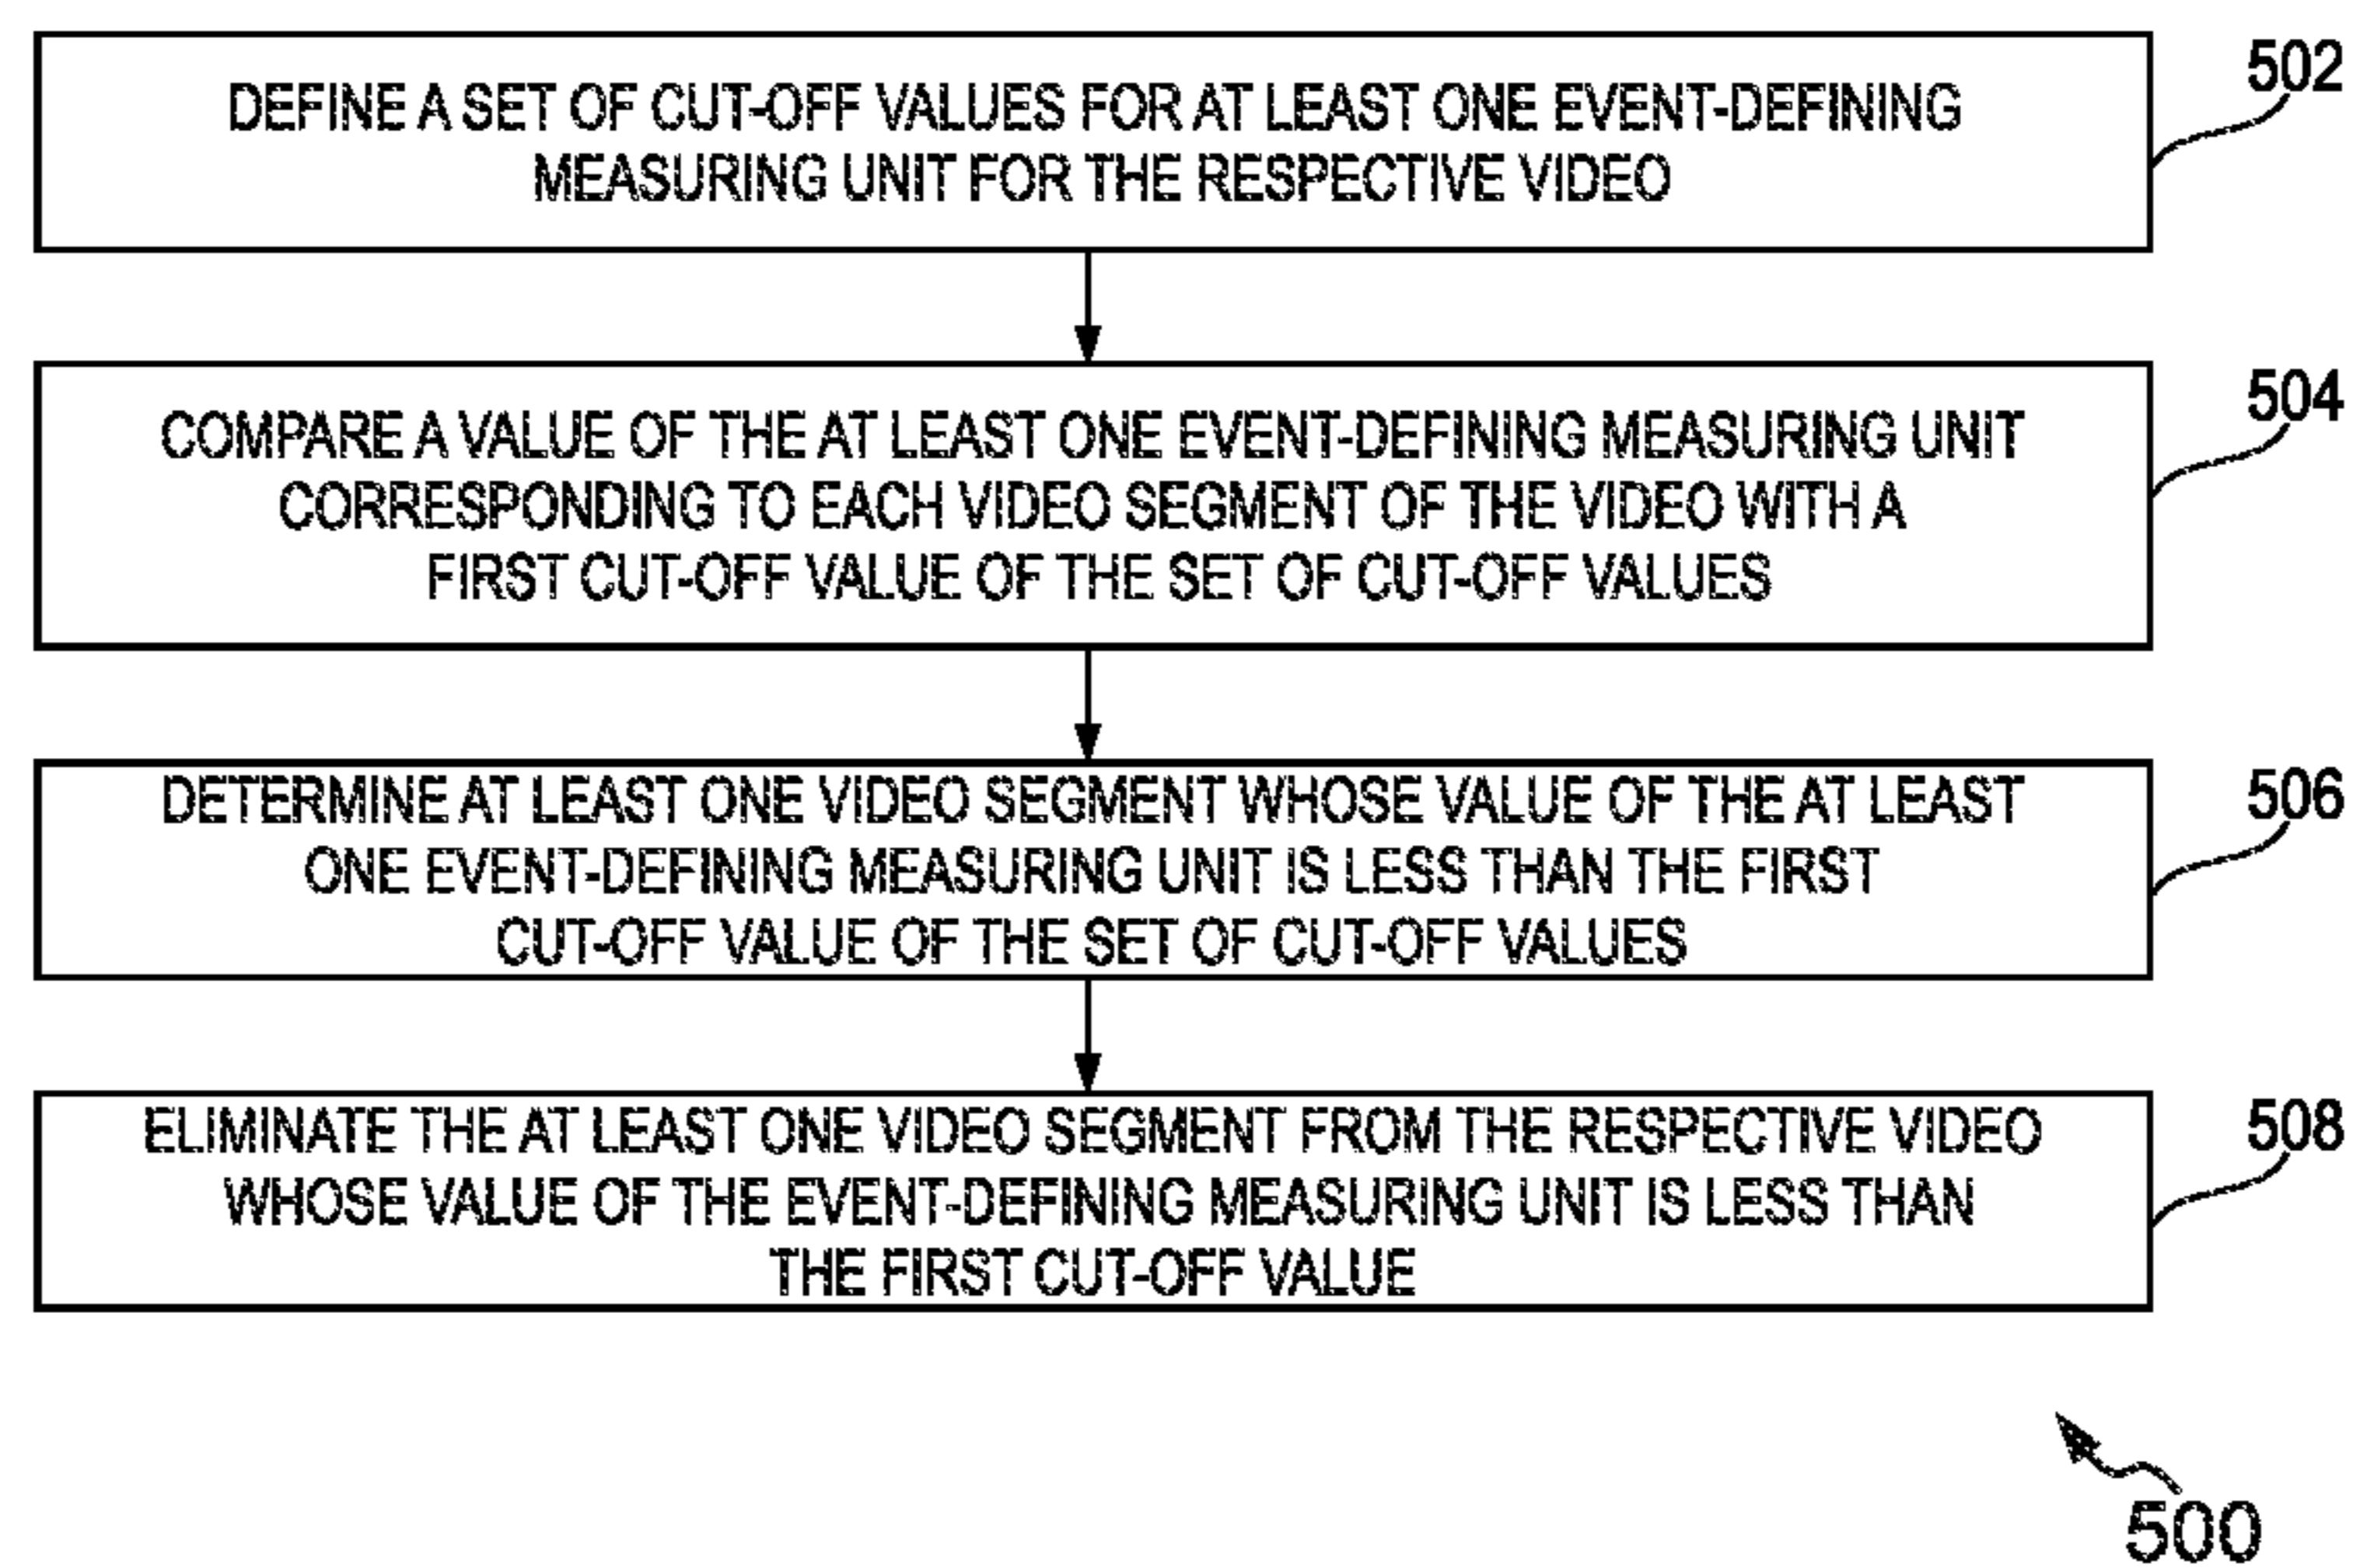 DEFINE A SET OF CUT-OFF VALUES FOR AT LEAST ONE EVENT-DEFINING
MEASURING UNIT FOR THE RESPECTIVE VIDEO
502
COMPARE A VALUE OF THE AT LEAST ONE EVENT-DEFINING MEASURING UNIT
CORRESPONDING TO EACH VIDEO SEGMENT OF THE VIDEO WITH A
FIRST CUT-OFF VALUE OF THE SET OF CUT-OFF VALUES
504
DETERMINE AT LEAST ONE VIDEO SEGMENT WHOSE VALUE OF THE AT LEAST
ONE EVENT-DEFINING MEASURING UNIT IS LESS THAN THE FIRST
CUT-OFF VALUE OF THE SET OF CUT-OFF VALUES
506
ELIMINATE THE AT LEAST ONE VIDEO SEGMENT FROM THE RESPECTIVE VIDEO
WHOSE VALUE OF THE EVENT-DEFINING MEASURING UNIT IS LESS THAN
THE FIRST CUT-OFF VALUE
508
500